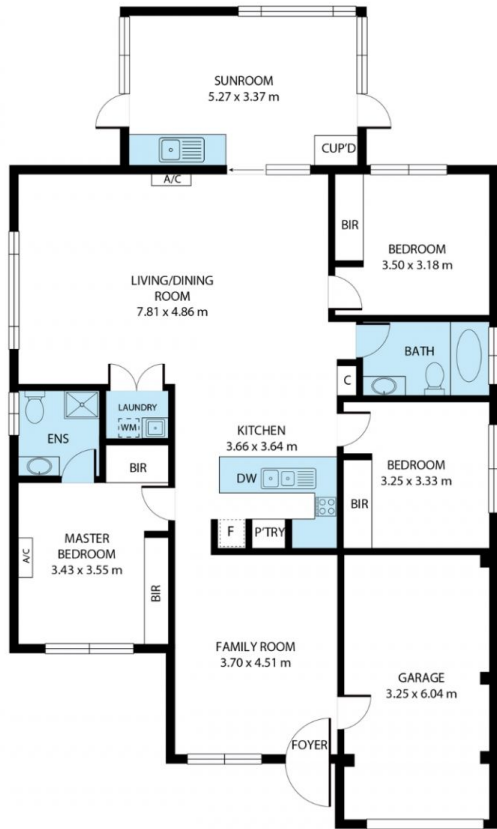 SUNROOM
5.27 x 3.37 m
CUP'D
A/C
BIR
BEDROOM
3.50 x 3.18 m
LIVING/DINING
ROOM
7.81 x 4.86 m
BATH
C
LAUNDRY
WM
ENS
KITCHEN
3.66 x 3.64 m
BIR
DW
BEDROOM
3.25 x 3.33 m
BIR
F
P'TRY
MASTER
BEDROOM
3.43 x 3.55 m
A/C
BIR
FAMILY ROOM
3.70 x 4.51 m
GARAGE
3.25 x 6.04 m
FOYER